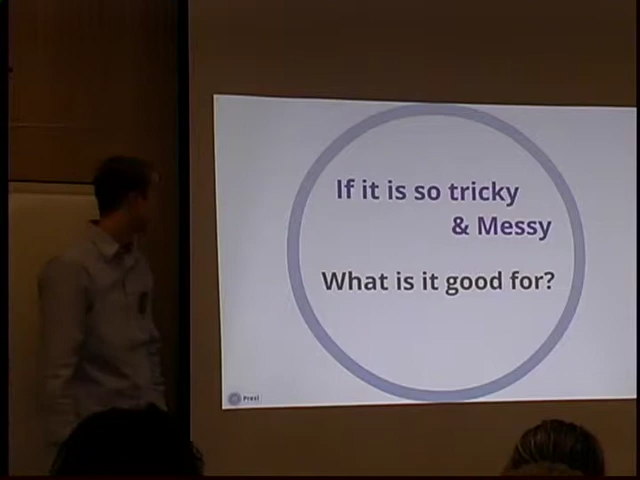 If it is so tricky
& Messy
What is it good for?
Prezi